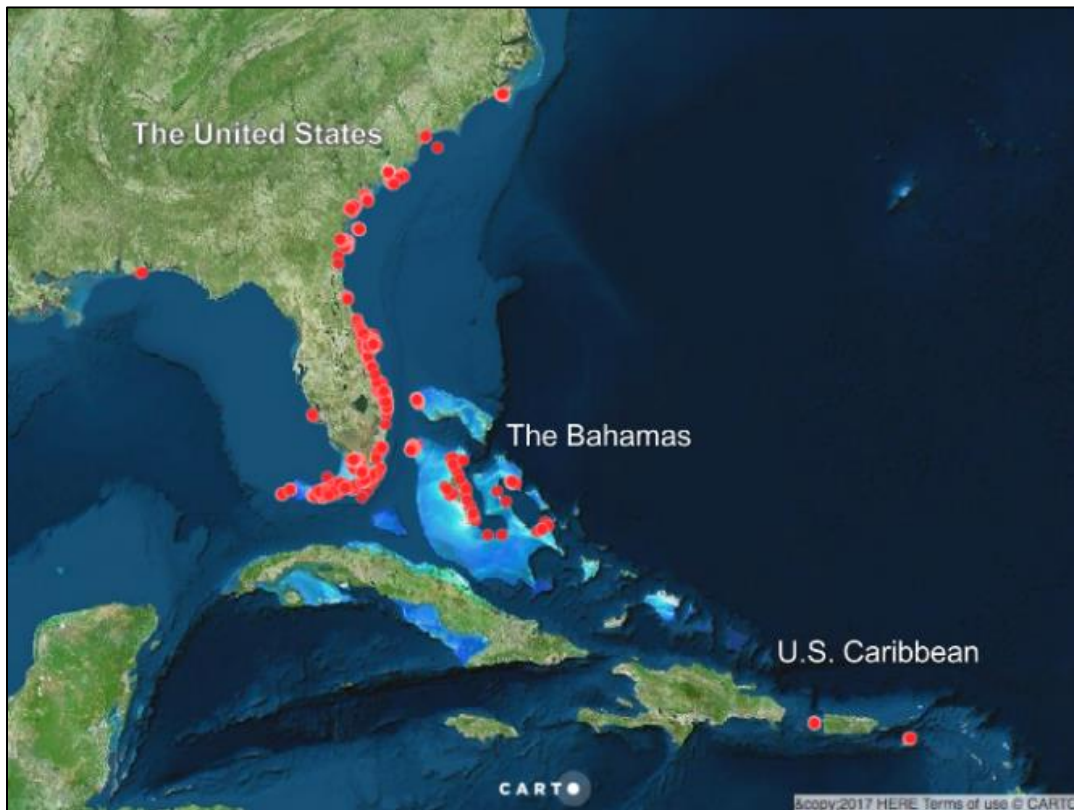 The United States
The Bahamas
U.S. Caribbean
CARTO
&copy;2017 HERE Terms of use © CARTO